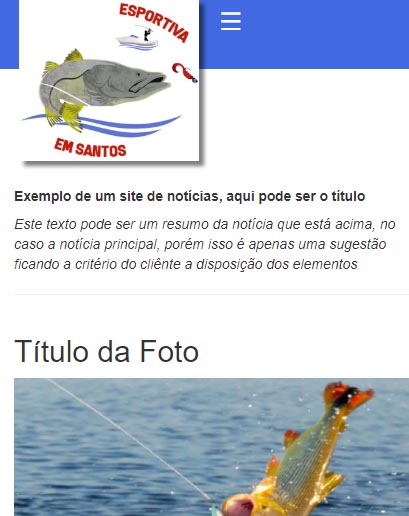 ESPORTIVA
EM SANTOS
Exemplo de um site de notícias, aqui pode ser o título
Este texto pode ser um resumo da notícia que está acima, no
caso a notícia principal, porém isso é apenas uma sugestão
ficando a critério do cliênte a disposição dos elementos
Título da Foto